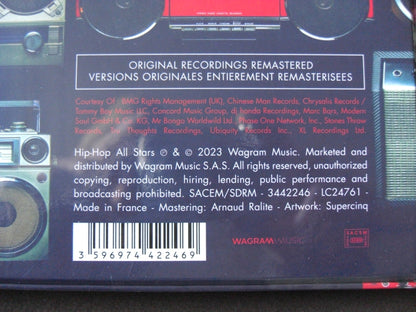 ORIGINAL RECORDINGS REMASTERED
VERSIONS ORIGINALES ENTIEREMENT REMASTERISEES
Courtesy Of : BMG Rights Management (UK), Chinese Man Records, Chrysalis Records /
Tommy Boy Music LLC, Concord Music Group, dj honda Recordings, Marc Bars, Modern
Soul GmbH & Co KG, Mr Bongo Worldwild Ltd, Phase One Network, Inc., Stones Throw
Records, Tru Thoughts Recordings, Ubiquity Records Inc., XL Recordings Ltd.
Hip-Hop All Stars ℗ & © 2023 Wagram Music. Marketed and
distributed by Wagram Music S.A.S. All rights reserved, unauthorized
copying, reproduction, hiring, lending, public performance and
broadcasting prohibited. SACEM/SDRM - 3442246 - LC24761 -
Made in France - Mastering: Arnaud Ralite - Artwork: Supercinq
3 596974 422469
WAGRAMMUSIC
SACEM